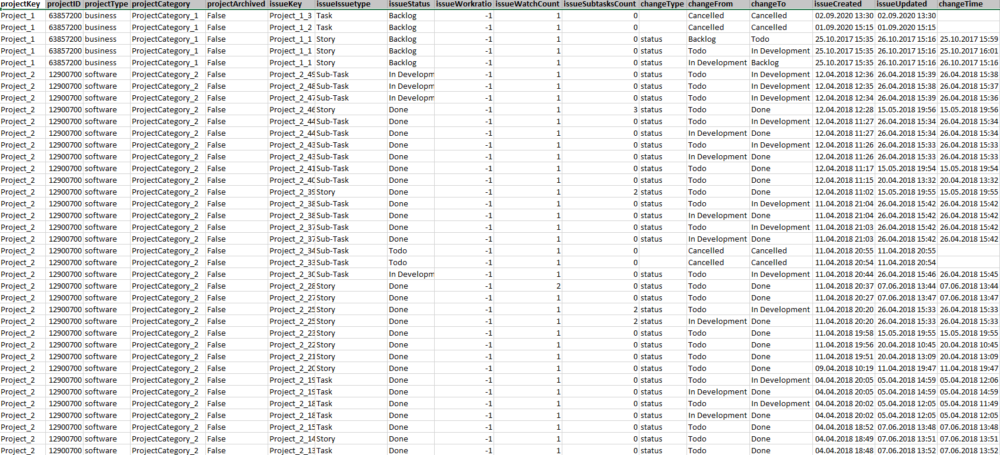 projectKey projectID projectType projectCategory projectArchived issueKey issueIssuetype issueStatus issueWorkratio issueWatchCount issueSubtasksCount changeType changeFrom changeTo issueCreated issueUpdated changeTime
Project_1 63857200 business ProjectCategory_1 False Project_1_3 Task Backlog -1 1 0 Cancelled Cancelled 02.09.2020 13:30 02.09.2020 13:30
Project_1 63857200 business ProjectCategory_1 False Project_1_2 Task Backlog -1 1 0 Cancelled Cancelled 01.09.2020 15:15 01.09.2020 15:15
Project_1 63857200 business ProjectCategory_1 False Project_1_1 Story Backlog -1 1 0 status Backlog Todo 25.10.2017 15:35 26.10.2017 15:16 25.10.2017 15:59
Project_1 63857200 business ProjectCategory_1 False Project_1_1 Story Backlog -1 1 0 status Todo In Development 25.10.2017 15:35 26.10.2017 15:16 25.10.2017 16:01
Project_1 63857200 business ProjectCategory_1 False Project_1_1 Story Backlog -1 1 0 status In Development Backlog 25.10.2017 15:35 26.10.2017 15:16 26.10.2017 15:16
Project_2 12900700 software ProjectCategory_2 False Project_2_49 Sub-Task In Developm -1 1 0 status Todo In Development 12.04.2018 12:36 26.04.2018 15:39 26.04.2018 15:38
Project_2 12900700 software ProjectCategory_2 False Project_2_48 Sub-Task In Developm -1 1 0 status Todo In Development 12.04.2018 12:35 26.04.2018 15:38 26.04.2018 15:37
Project_2 12900700 software ProjectCategory_2 False Project_2_47 Sub-Task In Developm -1 1 0 status Todo In Development 12.04.2018 12:34 26.04.2018 15:39 26.04.2018 15:36
Project_2 12900700 software ProjectCategory_2 False Project_2_46 Story Done -1 1 3 status Todo Done 12.04.2018 12:28 15.05.2018 19:56 15.05.2018 19:56
Project_2 12900700 software ProjectCategory_2 False Project_2_44 Sub-Task Done -1 1 0 status Todo In Development 12.04.2018 11:27 26.04.2018 15:34 26.04.2018 15:34
Project_2 12900700 software ProjectCategory_2 False Project_2_44 Sub-Task Done -1 1 0 status In Development Done 12.04.2018 11:27 26.04.2018 15:34 26.04.2018 15:34
Project_2 12900700 software ProjectCategory_2 False Project_2_43 Sub-Task Done -1 1 0 status Todo In Development 12.04.2018 11:26 26.04.2018 15:33 26.04.2018 15:33
Project_2 12900700 software ProjectCategory_2 False Project_2_43 Sub-Task Done -1 1 0 status In Development Done 12.04.2018 11:26 26.04.2018 15:33 26.04.2018 15:33
Project_2 12900700 software ProjectCategory_2 False Project_2_41 Sub-Task Done -1 1 0 status Todo Done 12.04.2018 11:17 15.05.2018 19:54 15.05.2018 19:54
Project_2 12900700 software ProjectCategory_2 False Project_2_40 Sub-Task Done -1 1 0 status Todo Done 12.04.2018 11:15 20.04.2018 13:32 20.04.2018 13:32
Project_2 12900700 software ProjectCategory_2 False Project_2_39 Story Done -1 1 2 status Todo Done 12.04.2018 11:02 15.05.2018 19:55 15.05.2018 19:55
Project_2 12900700 software ProjectCategory_2 False Project_2_38 Sub-Task Done -1 1 0 status Todo In Development 11.04.2018 21:04 26.04.2018 15:42 26.04.2018 15:42
Project_2 12900700 software ProjectCategory_2 False Project_2_38 Sub-Task Done -1 1 0 status In Development Done 11.04.2018 21:04 26.04.2018 15:42 26.04.2018 15:42
Project_2 12900700 software ProjectCategory_2 False Project_2_37 Sub-Task Done -1 1 0 status Todo In Development 11.04.2018 21:03 26.04.2018 15:42 26.04.2018 15:42
Project_2 12900700 software ProjectCategory_2 False Project_2_37 Sub-Task Done -1 1 0 status In Development Done 11.04.2018 21:03 26.04.2018 15:42 26.04.2018 15:42
Project_2 12900700 software ProjectCategory_2 False Project_2_34 Sub-Task Todo -1 1 0 Cancelled Cancelled 11.04.2018 20:55 11.04.2018 20:55
Project_2 12900700 software ProjectCategory_2 False Project_2_33 Sub-Task Todo -1 1 0 Cancelled Cancelled 11.04.2018 20:54 11.04.2018 20:54
Project_2 12900700 software ProjectCategory_2 False Project_2_30 Sub-Task In Developm -1 1 0 status Todo In Development 11.04.2018 20:44 26.04.2018 15:46 26.04.2018 15:45
Project_2 12900700 software ProjectCategory_2 False Project_2_28 Story Done -1 2 0 status Todo Done 11.04.2018 20:37 07.06.2018 13:44 07.06.2018 13:44
Project_2 12900700 software ProjectCategory_2 False Project_2_27 Story Done -1 1 0 status Todo Done 11.04.2018 20:27 07.06.2018 13:47 07.06.2018 13:47
Project_2 12900700 software ProjectCategory_2 False Project_2_25 Story Done -1 1 2 status Todo In Development 11.04.2018 20:20 26.04.2018 15:33 26.04.2018 15:33
Project_2 12900700 software ProjectCategory_2 False Project_2_25 Story Done -1 1 2 status In Development Done 11.04.2018 20:20 26.04.2018 15:33 26.04.2018 15:33
Project_2 12900700 software ProjectCategory_2 False Project_2_23 Story Done -1 1 0 status Todo Done 11.04.2018 19:58 15.05.2018 19:55 15.05.2018 19:55
Project_2 12900700 software ProjectCategory_2 False Project_2_22 Story Done -1 1 0 status Todo Done 11.04.2018 19:56 20.04.2018 10:45 20.04.2018 10:45
Project_2 12900700 software ProjectCategory_2 False Project_2_21 Story Done -1 1 0 status Todo Done 11.04.2018 19:51 20.04.2018 13:09 20.04.2018 13:09
Project_2 12900700 software ProjectCategory_2 False Project_2_20 Story Done -1 1 0 status Todo Done 09.04.2018 10:19 11.04.2018 19:47 11.04.2018 19:47
Project_2 12900700 software ProjectCategory_2 False Project_2_19 Task Done -1 1 0 status Todo In Development 04.04.2018 20:05 05.04.2018 14:59 05.04.2018 12:06
Project_2 12900700 software ProjectCategory_2 False Project_2_19 Task Done -1 1 0 status In Development Done 04.04.2018 20:05 05.04.2018 14:59 05.04.2018 14:59
Project_2 12900700 software ProjectCategory_2 False Project_2_18 Task Done -1 1 0 status Todo In Development 04.04.2018 20:02 05.04.2018 12:05 05.04.2018 11:49
Project_2 12900700 software ProjectCategory_2 False Project_2_18 Task Done -1 1 0 status In Development Done 04.04.2018 20:02 05.04.2018 12:05 05.04.2018 12:05
Project_2 12900700 software ProjectCategory_2 False Project_2_15 Task Done -1 1 0 status Todo Done 04.04.2018 18:52 07.06.2018 13:48 07.06.2018 13:48
Project_2 12900700 software ProjectCategory_2 False Project_2_14 Story Done -1 1 0 status Todo Done 04.04.2018 18:49 07.06.2018 13:51 07.06.2018 13:51
Project_2 12900700 software ProjectCategory_2 False Project_2_13 Task Done -1 1 0 status Todo Done 04.04.2018 18:48 07.06.2018 13:52 07.06.2018 13:52